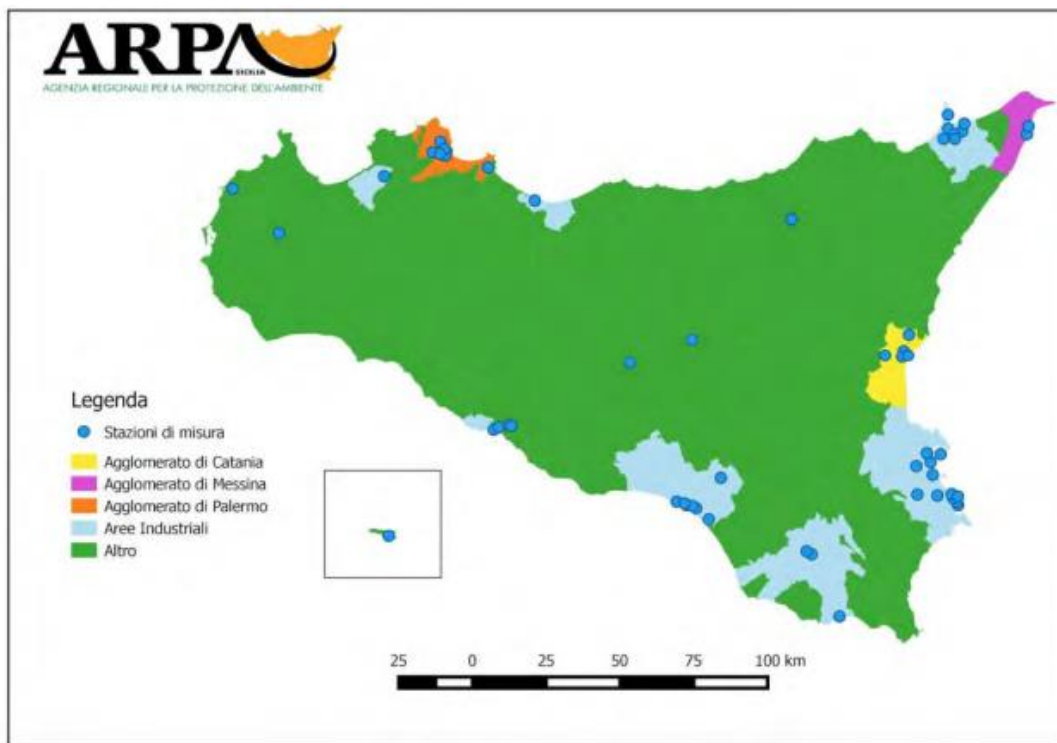 ARPA
SICILIA
AGENZIA REGIONALE PER LA PROTEZIONE DELL'AMBIENTE
Legenda
Stazioni di misura
Agglomerato di Catania
Agglomerato di Messina
Agglomerato di Palermo
Aree Industriali
Altro
25 0 25 50 75 100 km